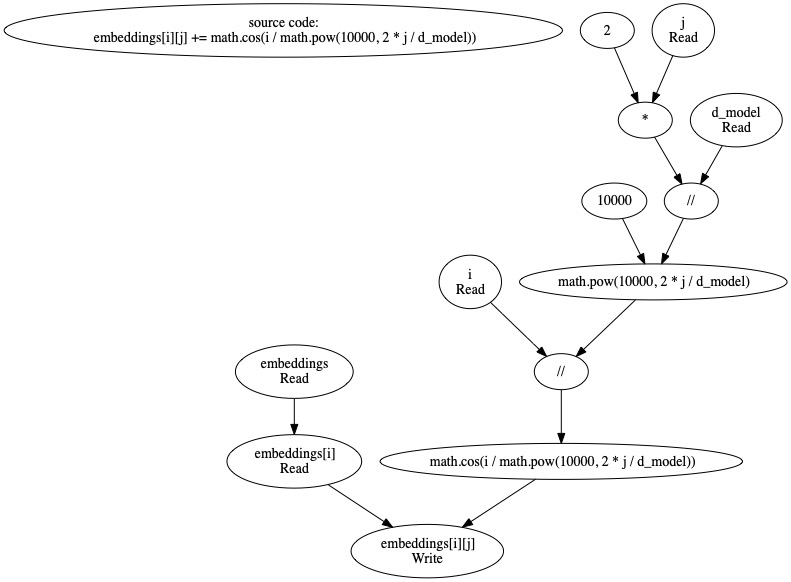 source code:
embeddings[i][j] += math.cos(i / math.pow(10000, 2 * j / d_model))
2
j
Read
*
d_model
Read
10000
//
i
Read
math.pow(10000, 2 * j / d_model)
embeddings
Read
//
embeddings[i]
Read
math.cos(i / math.pow(10000, 2 * j / d_model))
embeddings[i][j]
Write